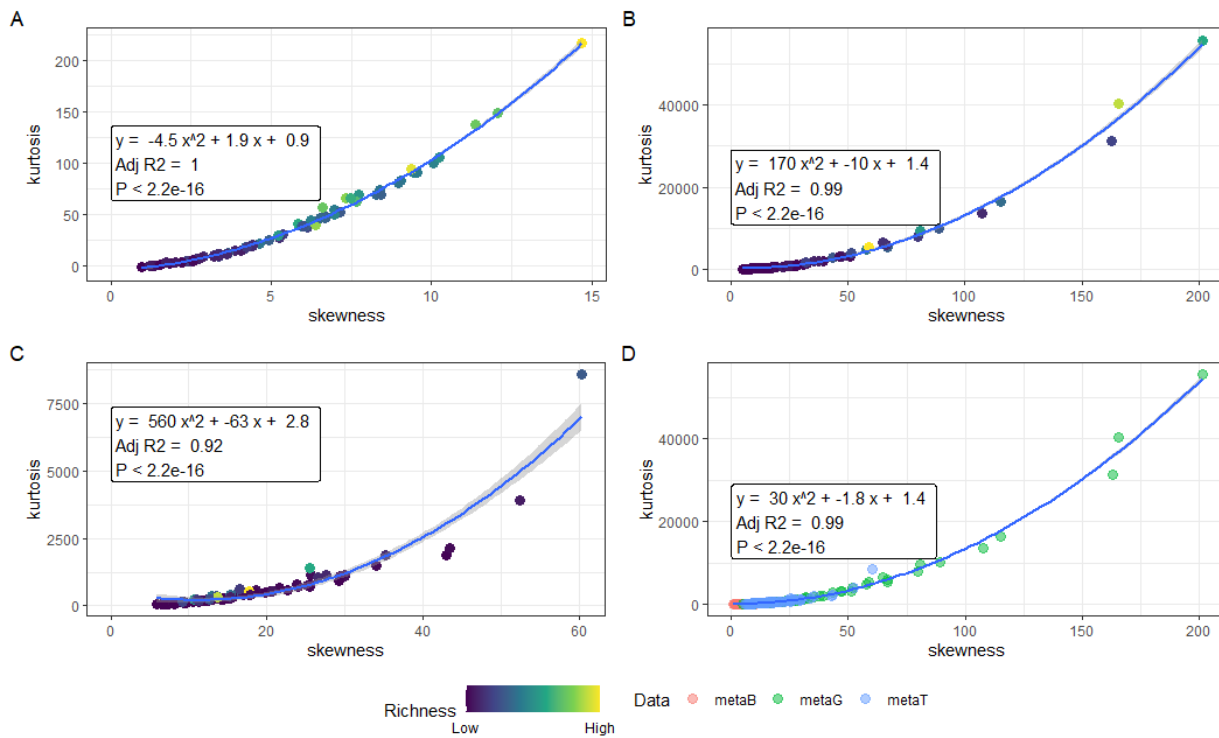 A
kurtosis
200
150
100
50
0
y = -4.5 x^2 + 1.9 x + 0.9
Adj R2 = 1
P < 2.2e-16
0
5
10
15
skewness
B
kurtosis
40000
20000
0
y = 170 x^2 + -10 x + 1.4
Adj R2 = 0.99
P < 2.2e-16
0
50
100
150
200
skewness
C
kurtosis
7500
5000
2500
0
y = 560 x^2 + -63 x + 2.8
Adj R2 = 0.92
P < 2.2e-16
0
20
40
60
skewness
D
kurtosis
40000
20000
0
y = 30 x^2 + -1.8 x + 1.4
Adj R2 = 0.99
P < 2.2e-16
0
50
100
150
200
skewness
Richness
Low
High
Data
metaB
metaG
metaT